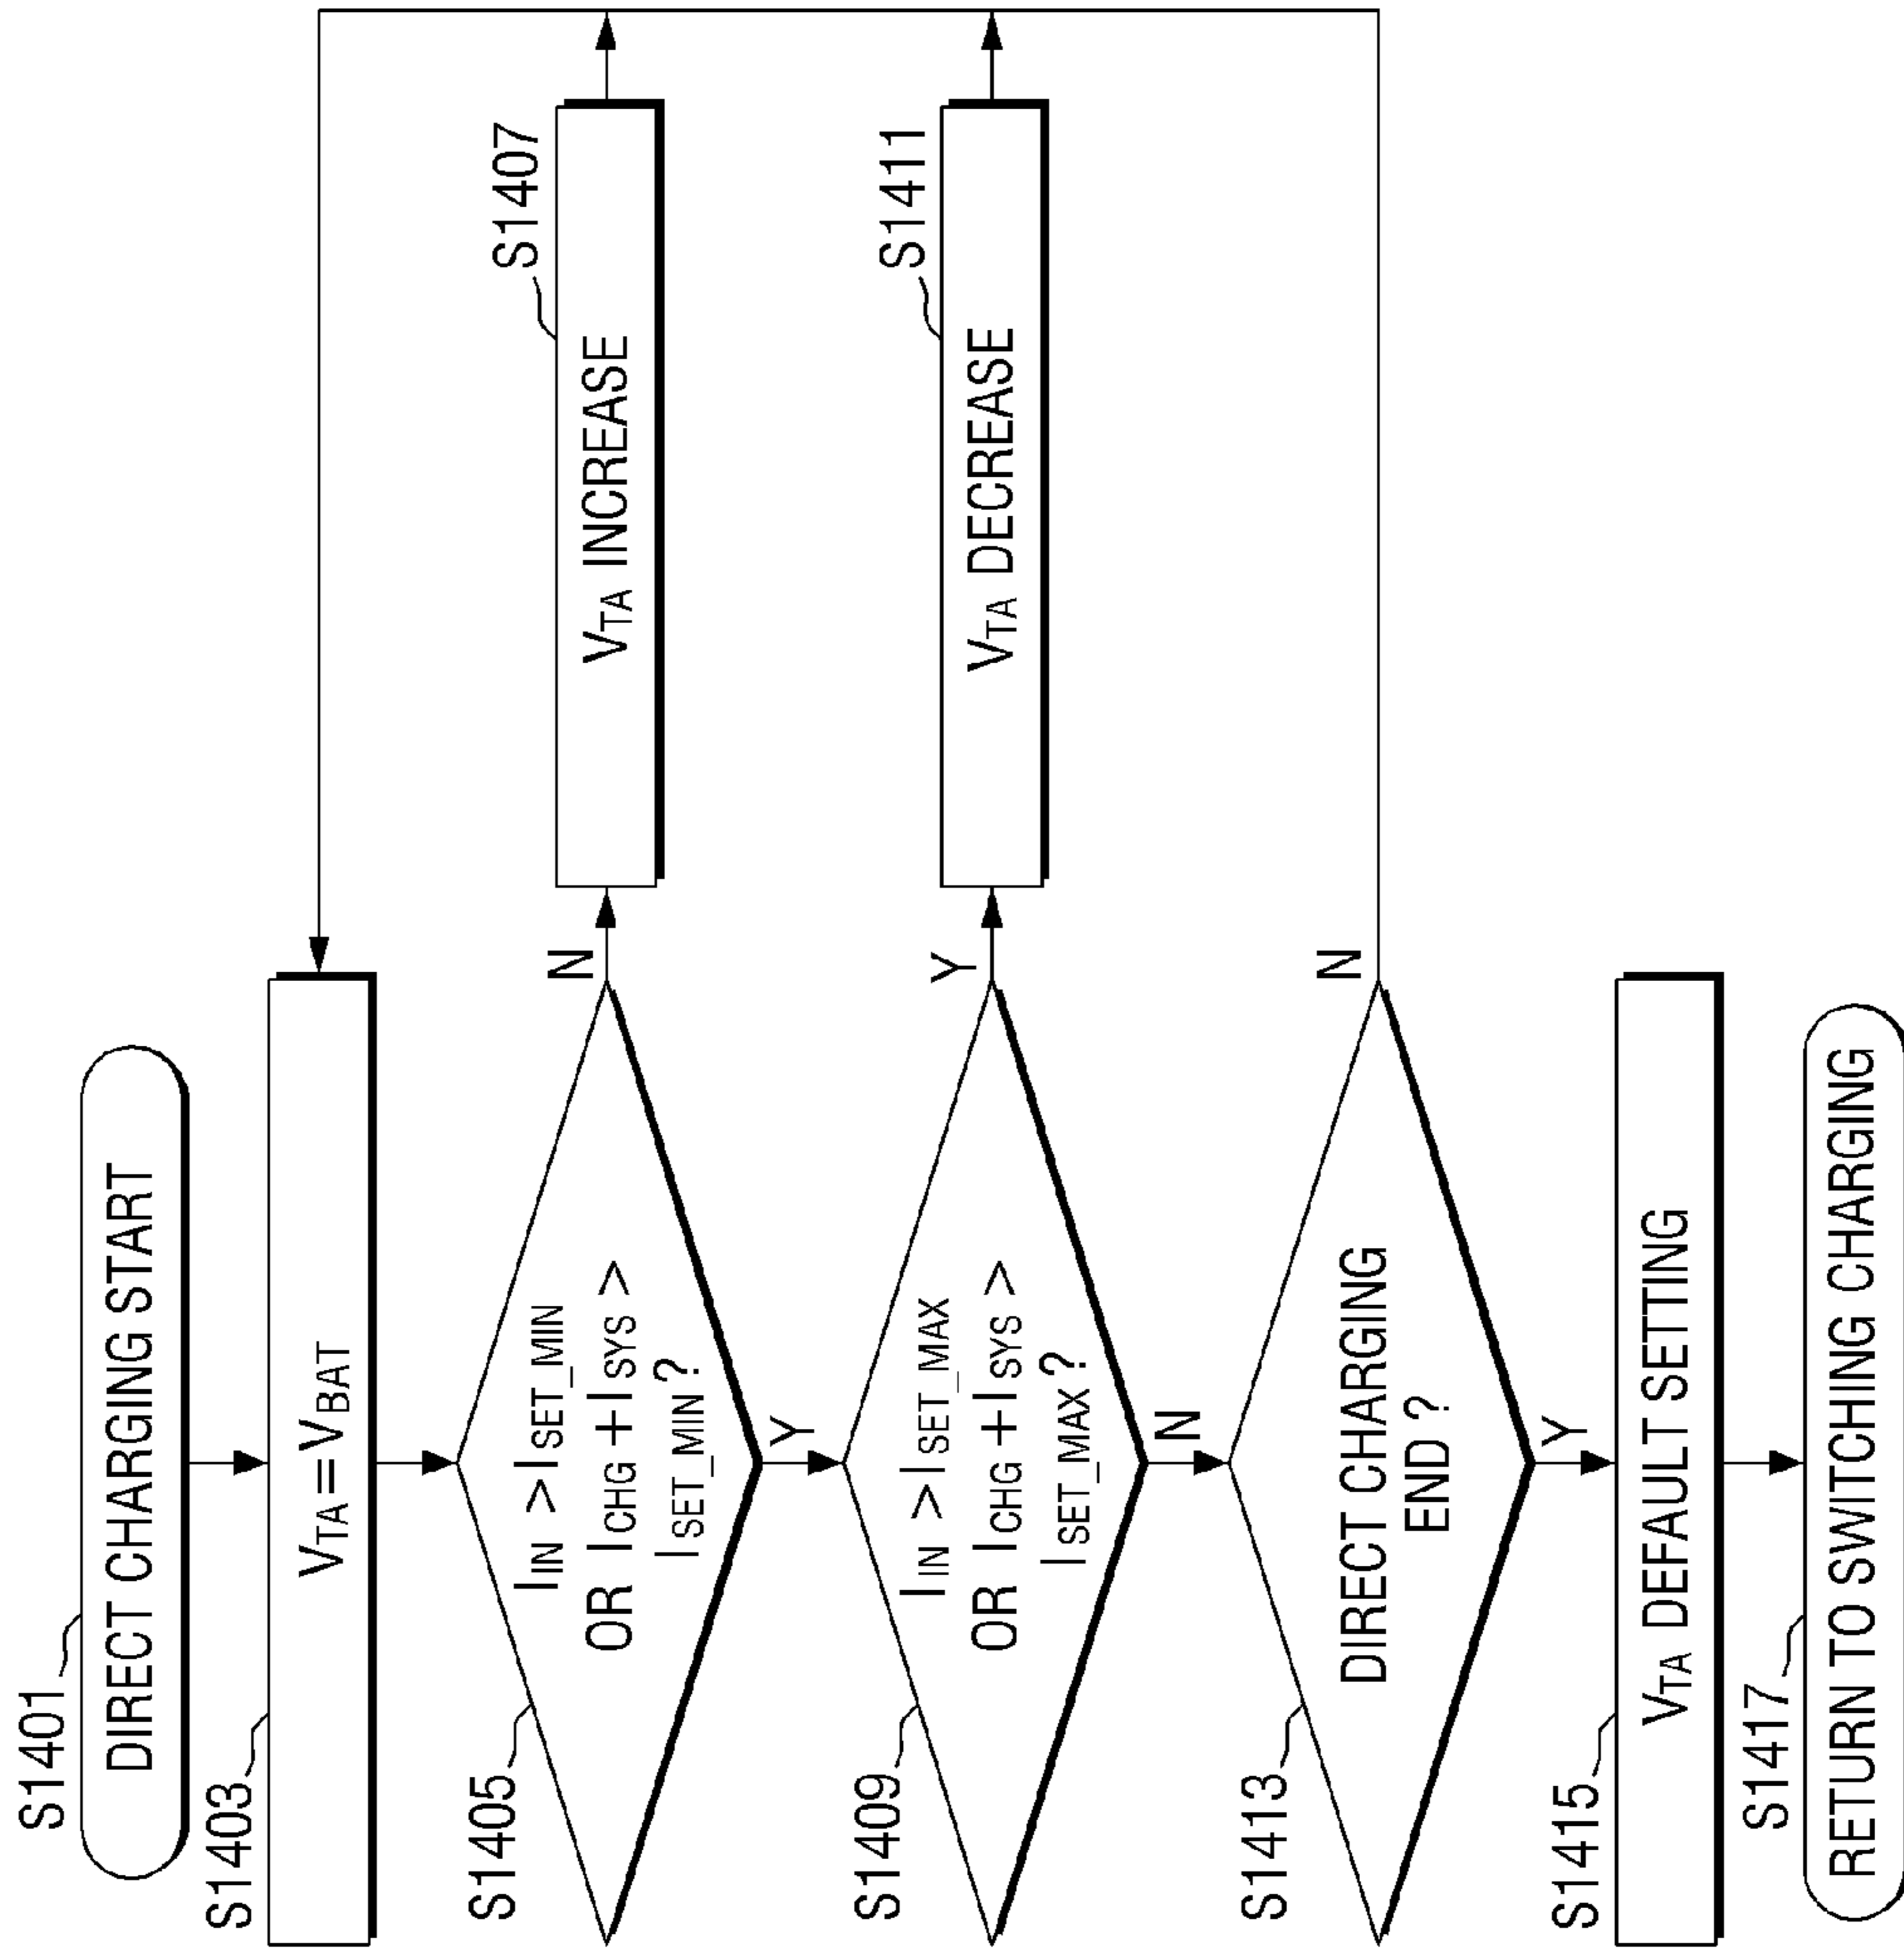 S1401
DIRECT CHARGING START
S1403
VTA=VBAT
S1405
IIN >ISET_MIN
OR ICHG +ISYS >
ISET_MIN ?
N
S1407
VTA INCREASE
Y
S1409
IIN >ISET_MAX
OR ICHG +ISYS >
ISET_MAX ?
Y
S1411
VTA DECREASE
N
S1413
DIRECT CHARGING
END ?
N
Y
S1415
VTA DEFAULT SETTING
S1417
RETURN TO SWITCHING CHARGING